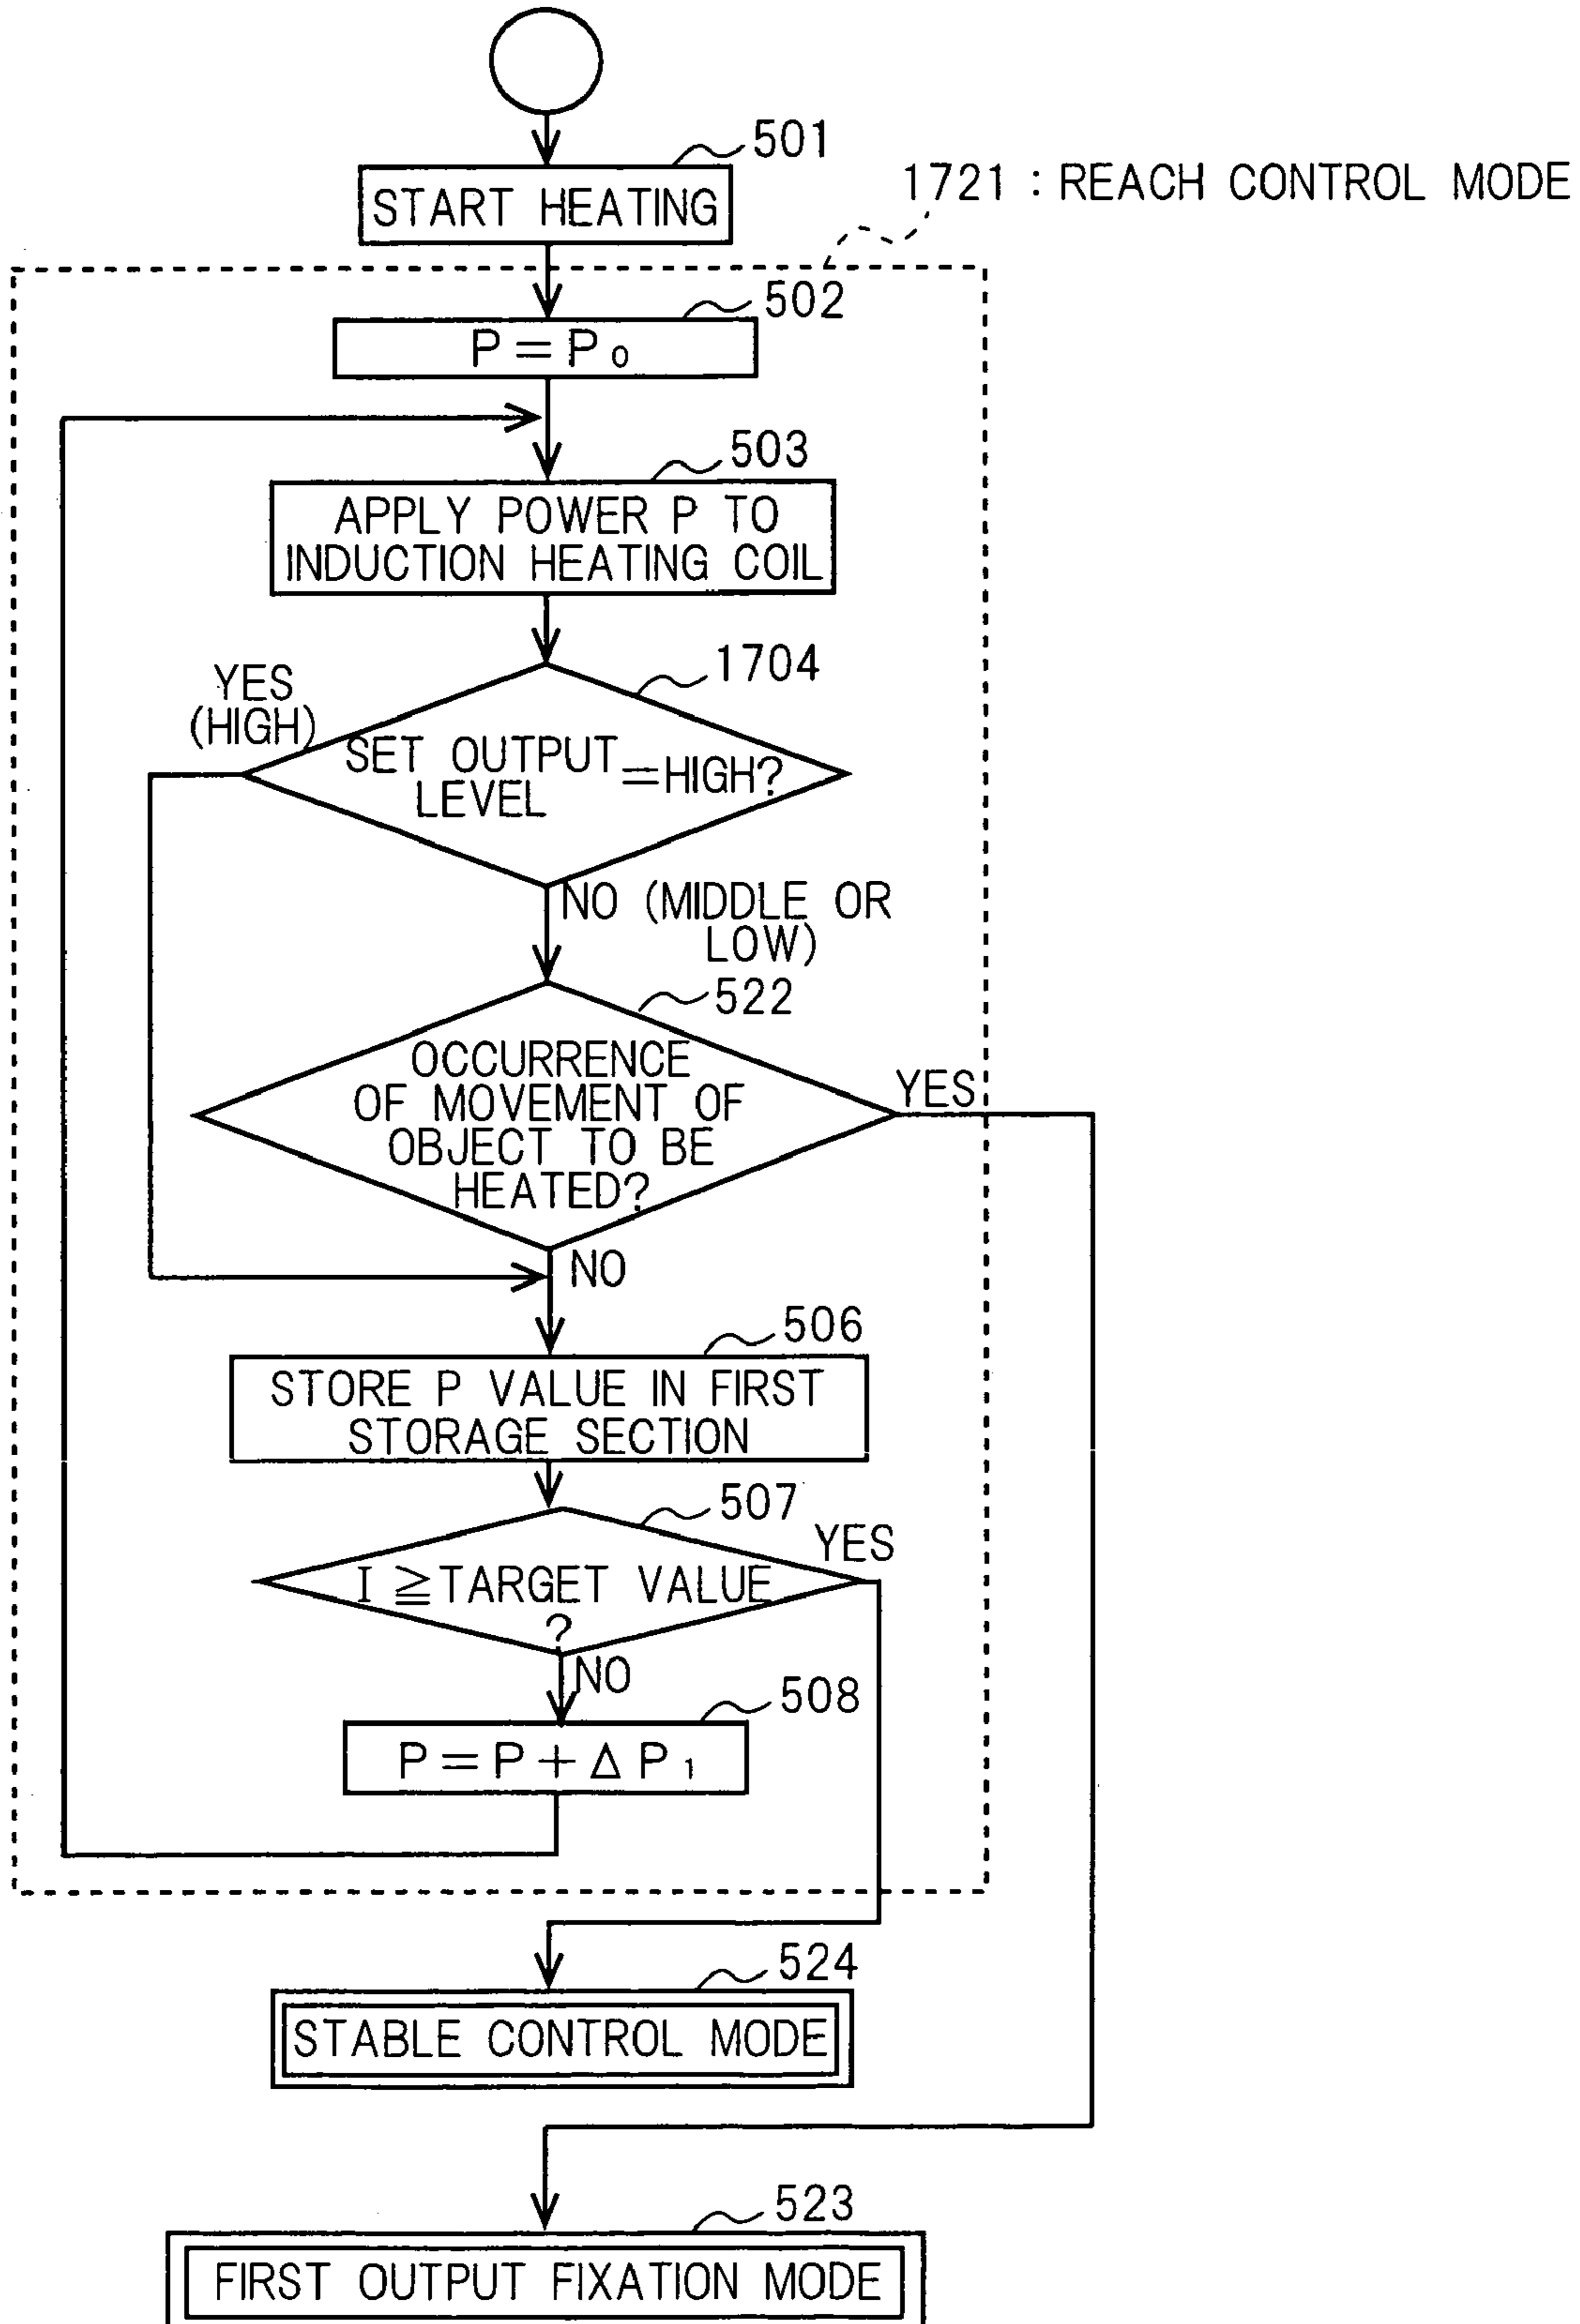 501
START HEATING
1721 : REACH CONTROL MODE
502
P = P₀
503
APPLY POWER P TO
INDUCTION HEATING COIL
1704
YES
(HIGH)
SET OUTPUT
LEVEL
=HIGH?
NO (MIDDLE OR
LOW)
522
OCCURRENCE
OF MOVEMENT OF
OBJECT TO BE
HEATED?
YES
NO
506
STORE P VALUE IN FIRST
STORAGE SECTION
507
YES
I ≧ TARGET VALUE
?
NO
508
P = P + Δ P₁
524
STABLE CONTROL MODE
523
FIRST OUTPUT FIXATION MODE